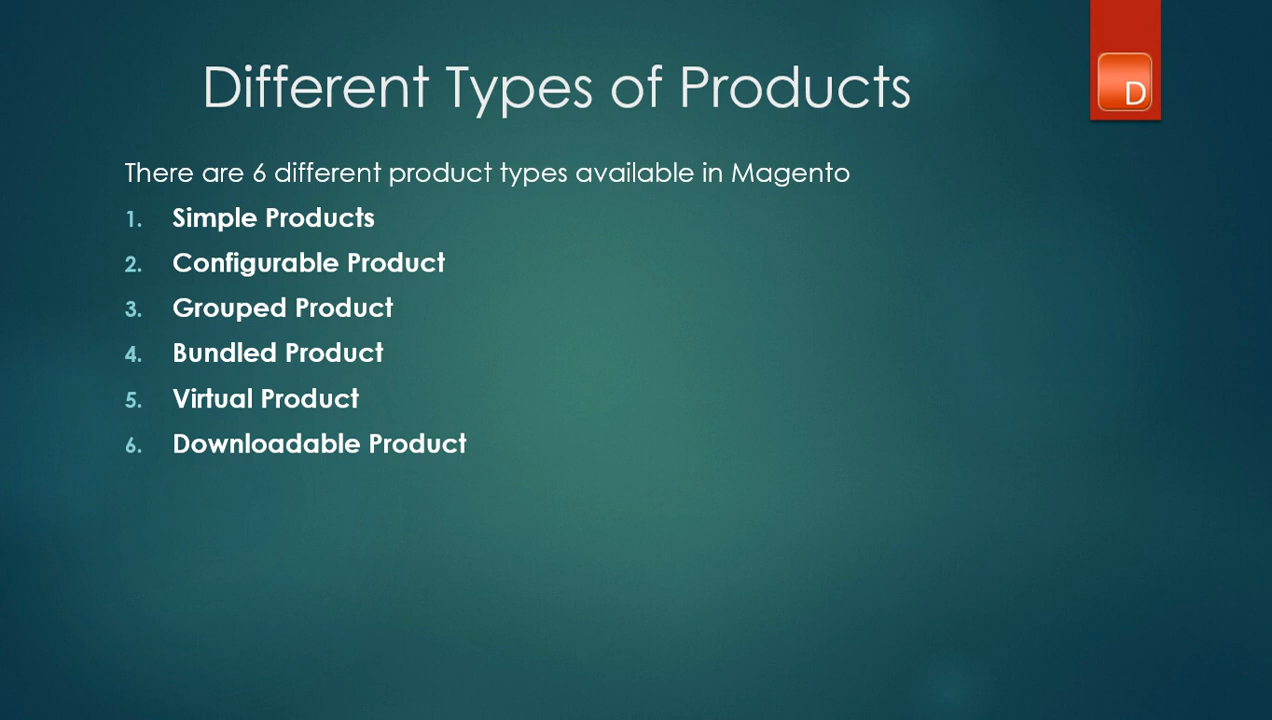 Different Types of Products
D
There are 6 different product types available in Magento
1. Simple Products
2. Configurable Product
3. Grouped Product
4. Bundled Product
5. Virtual Product
6. Downloadable Product